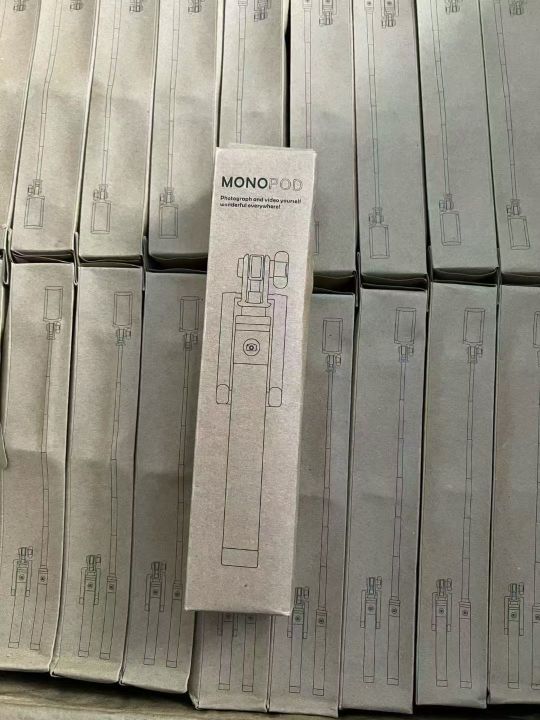 MONOPOD
Photograph and video yourself
wonderful everywhere!